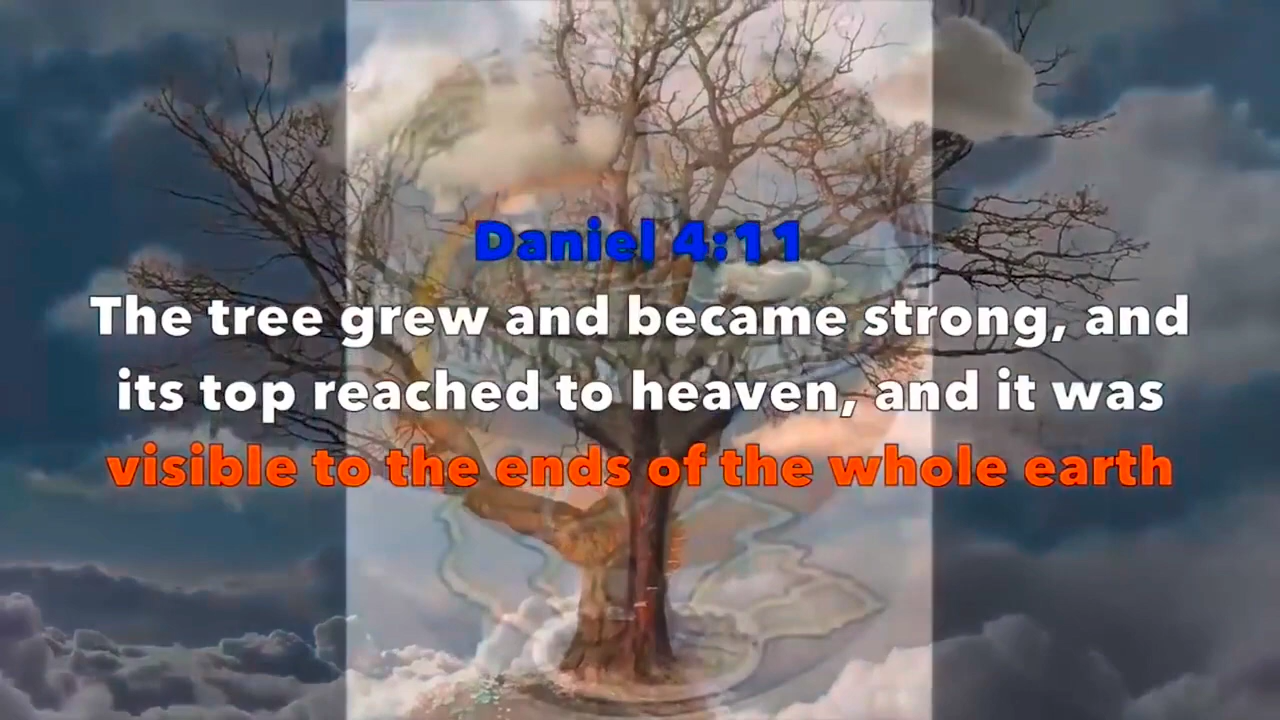 Daniel 4:11
The tree grew and became strong, and
its top reached to heaven, and it was
visible to the ends of the whole earth